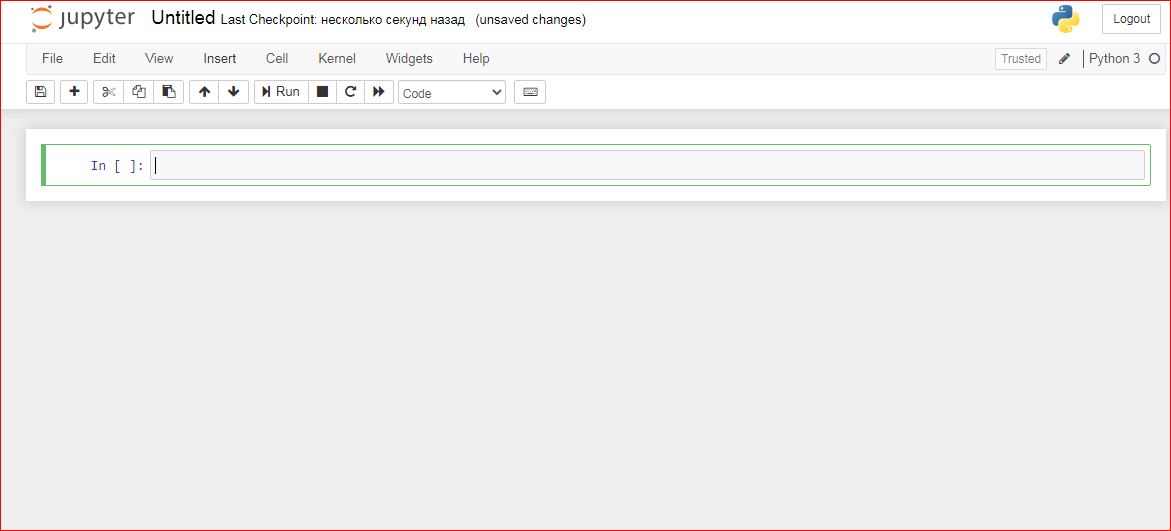 jupyter Untitled Last Checkpoint: несколько секунд назад (unsaved changes) Logout
File Edit View Insert Cell Kernel Widgets Help Trusted Python 3
Run Code
In [ ]: